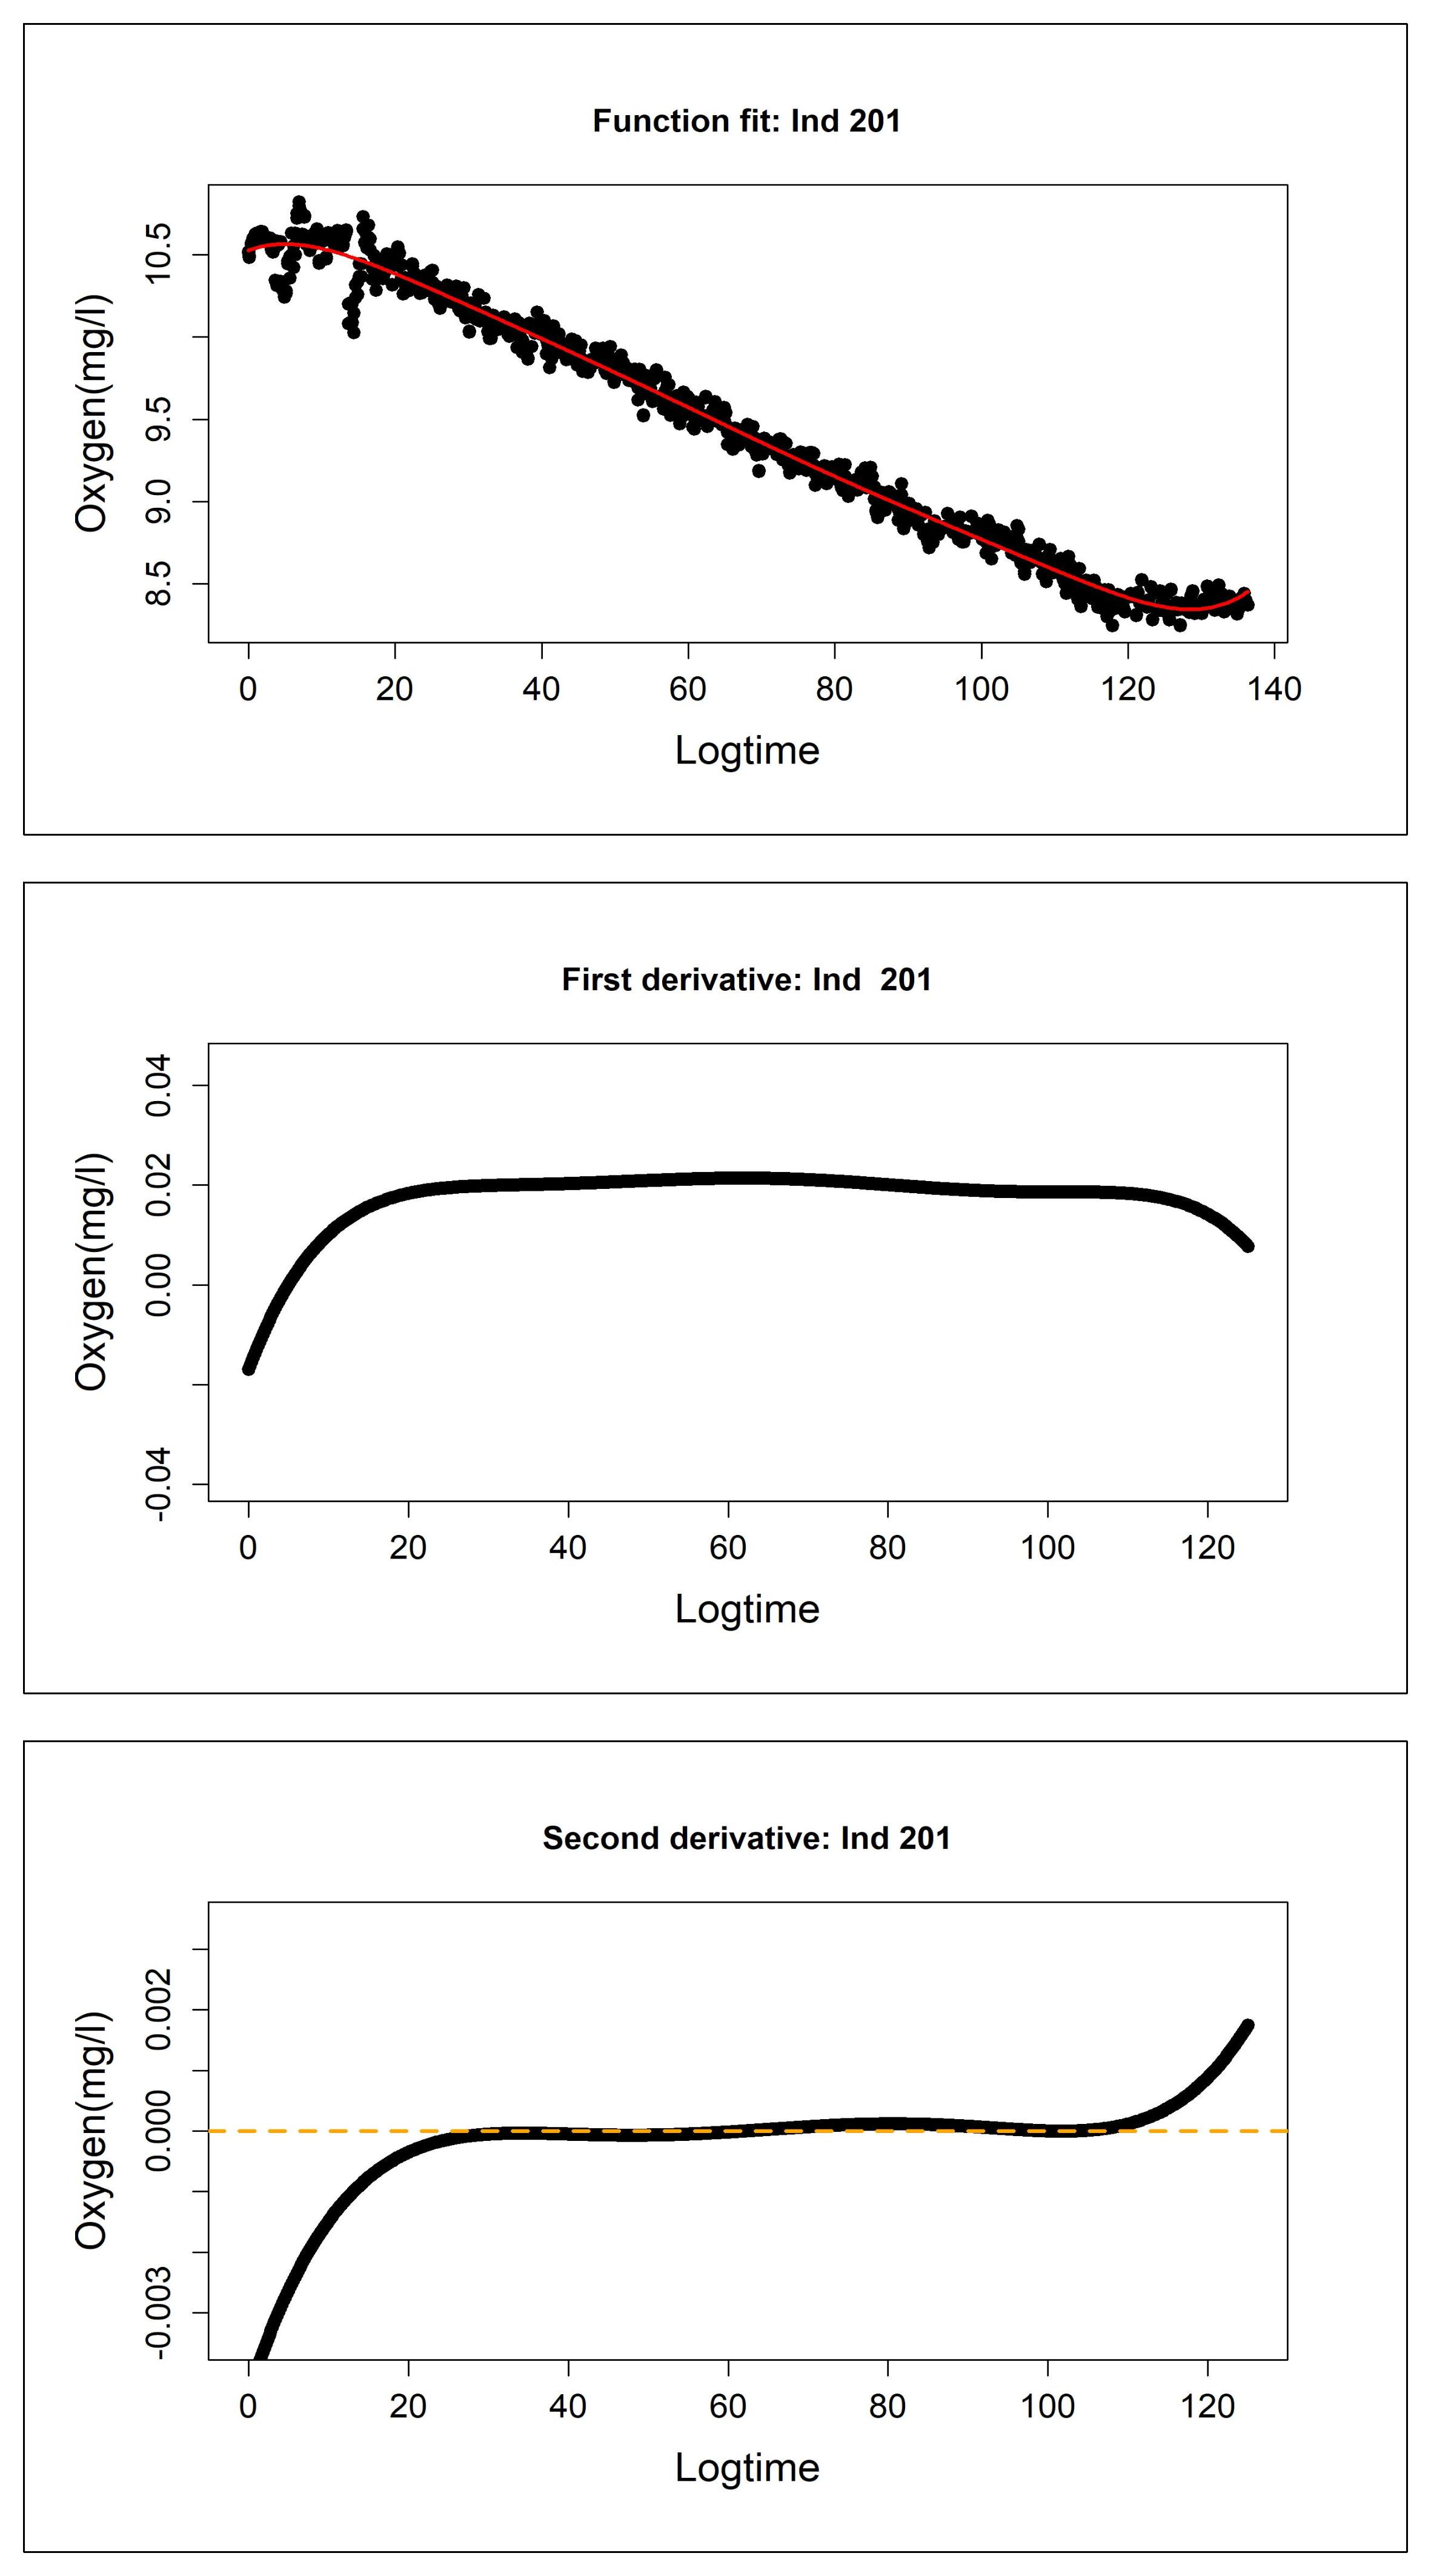 Function fit: Ind 201
Oxygen(mg/l)
10.5
9.5
9.0
8.5
0 20 40 60 80 100 120 140
Logtime
First derivative: Ind  201
Oxygen(mg/l)
0.04
0.02
0.00
-0.04
0 20 40 60 80 100 120
Logtime
Second derivative: Ind 201
Oxygen(mg/l)
0.002
0.000
-0.003
0 20 40 60 80 100 120
Logtime